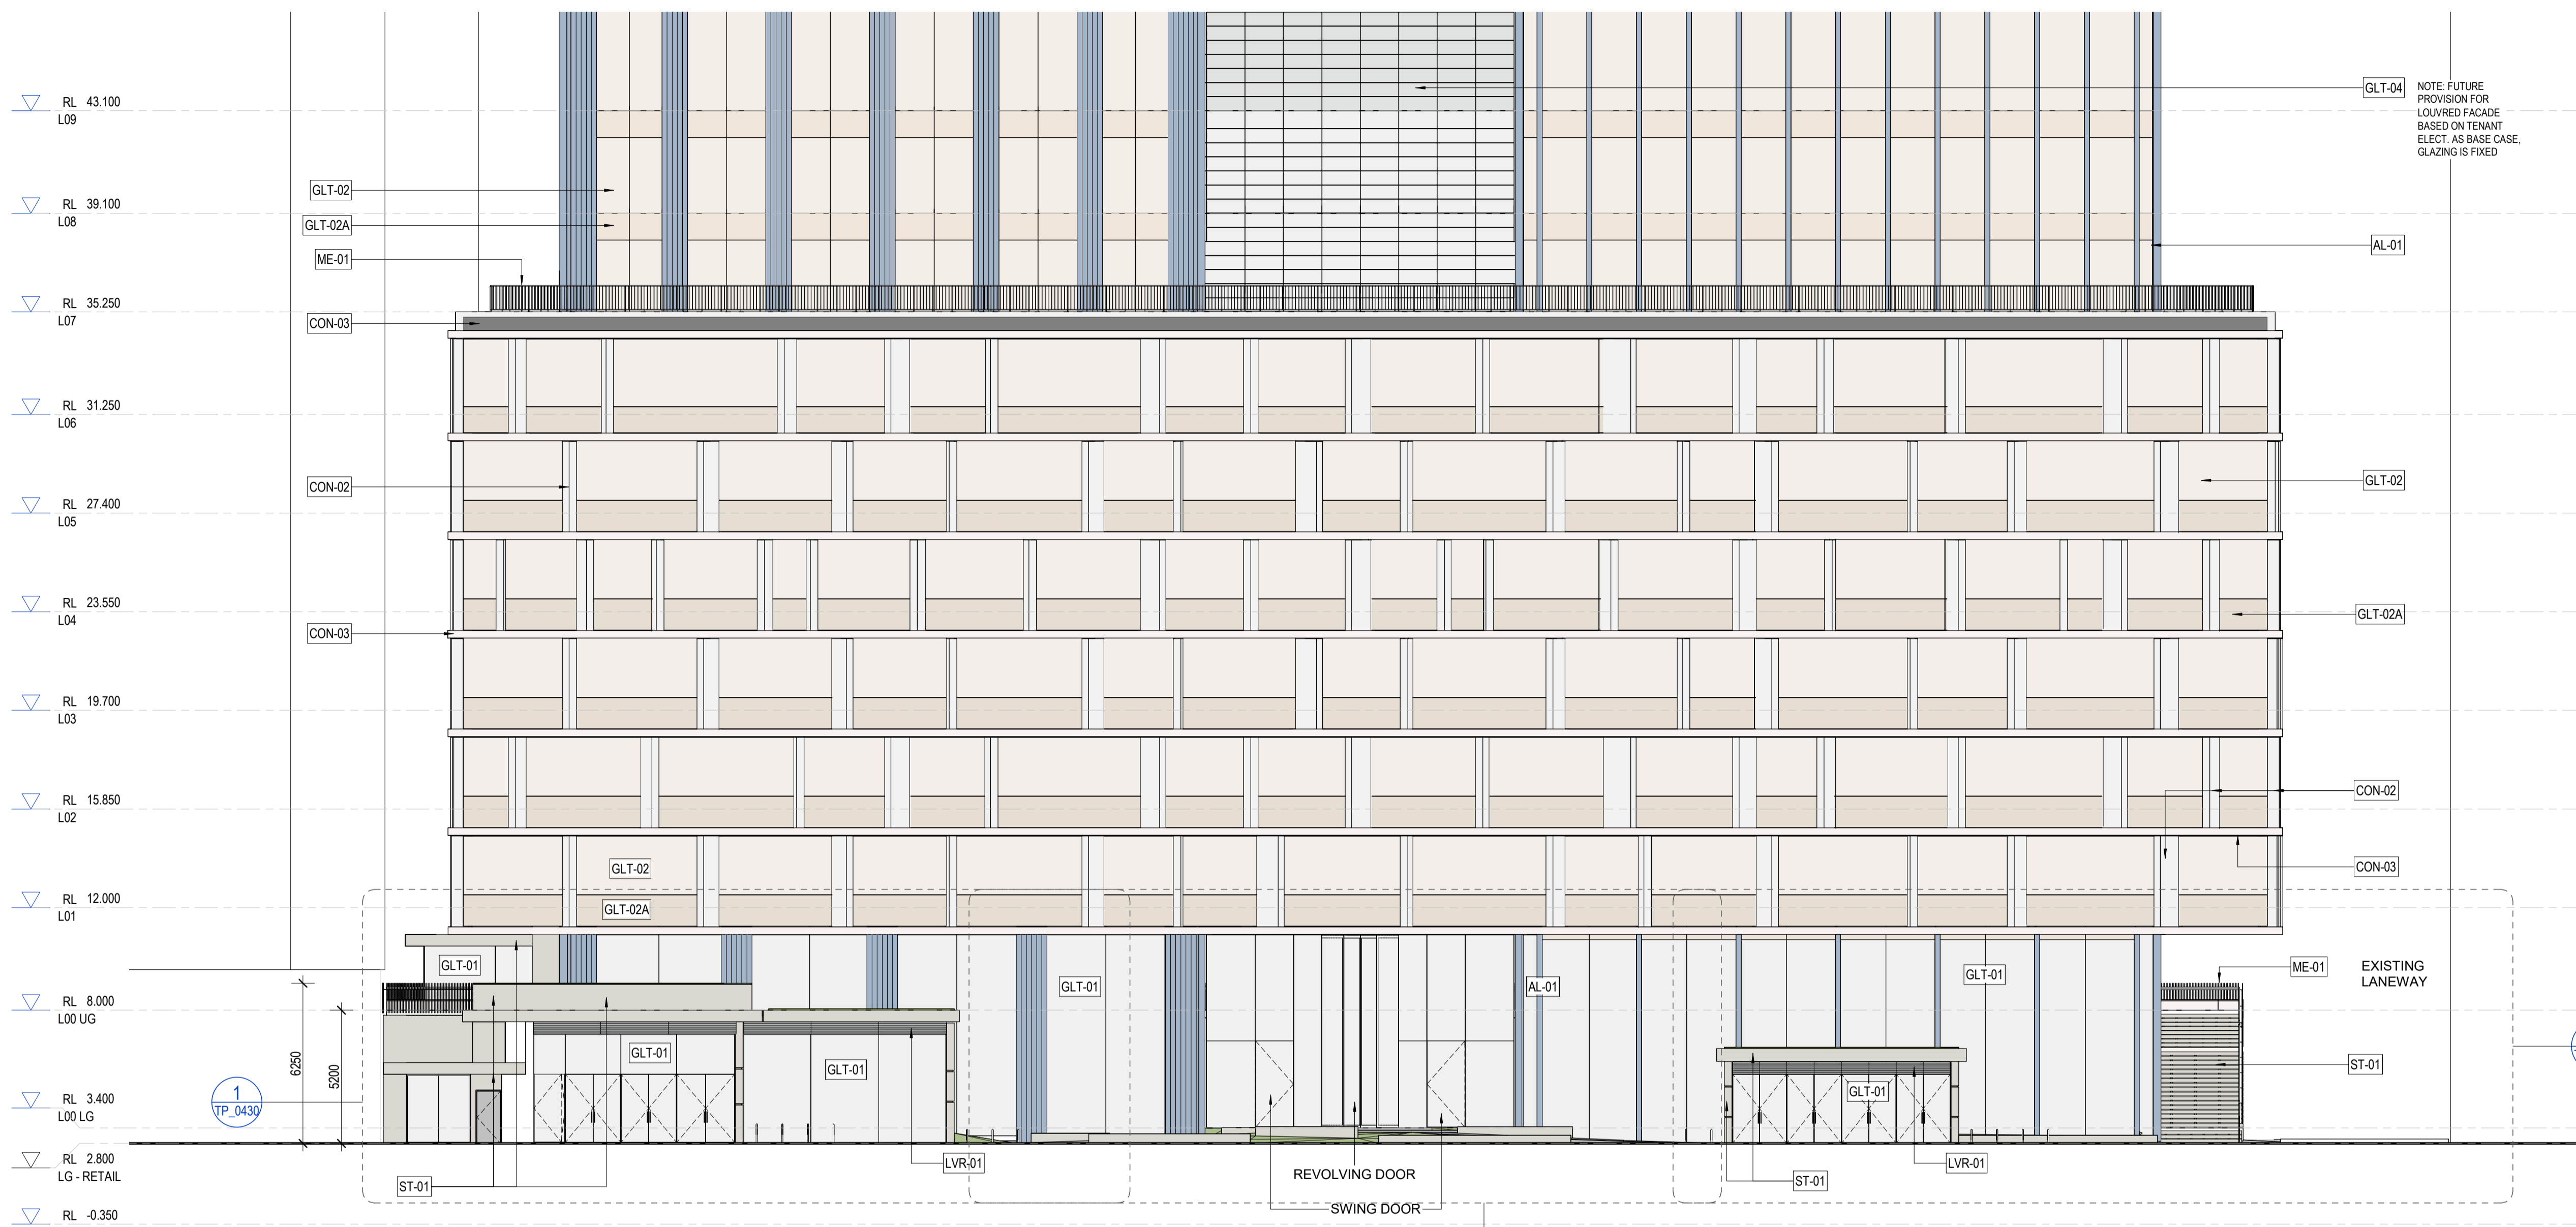 RL 43.100
L09
GLT-04
NOTE: FUTURE
PROVISION FOR
LOUVRED FACADE
BASED ON TENANT
ELECT. AS BASE CASE,
GLAZING IS FIXED
GLT-02
RL 39.100
L08
GLT-02A
AL-01
ME-01
RL 35.250
L07
CON-03
RL 31.250
L06
CON-02
GLT-02
RL 27.400
L05
RL 23.550
L04
GLT-02A
CON-03
RL 19.700
L03
RL 15.850
L02
CON-02
GLT-02
CON-03
RL 12.000
L01
GLT-02A
GLT-01
GLT-01
AL-01
GLT-01
ME-01
EXISTING
LANEWAY
RL 8.000
L00 UG
6250
5200
GLT-01
GLT-01
GLT-01
ST-01
1
TP_0430
RL 3.400
L00 LG
RL 2.800
LG - RETAIL
LVR-01
LVR-01
REVOLVING DOOR
ST-01
ST-01
SWING DOOR
RL -0.350